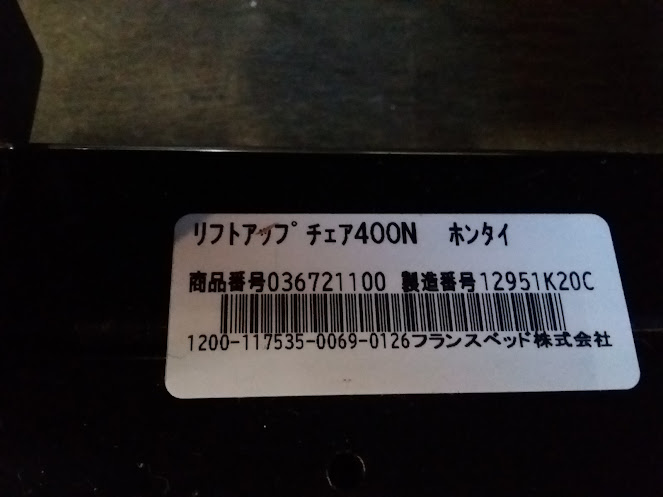 ﾘﾌﾄｱｯﾌﾟ ﾁｪｱ400N ﾎﾝﾀｲ
商品番号036721100 製造番号12951K20C
1200-117535-0069-0126フランスベッド株式会社